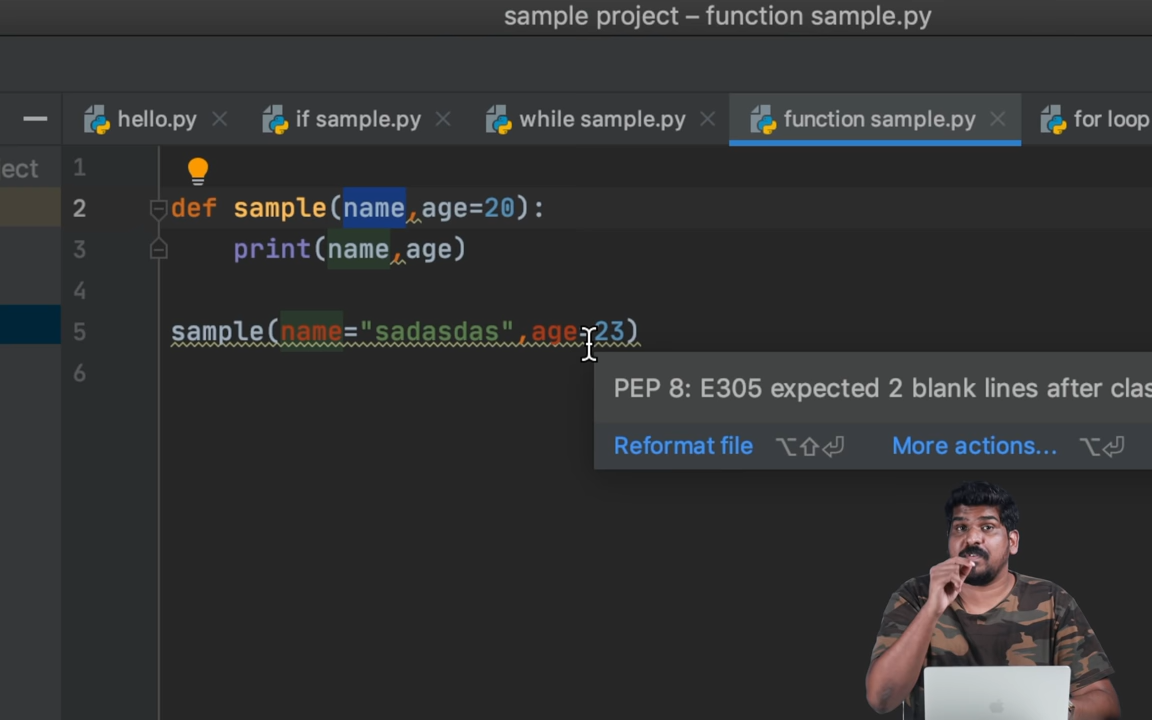 sample project – function sample.py
hello.py if sample.py while sample.py function sample.py for loop
ect
1
2 def sample(name,age=20):
3 print(name,age)
4
5 sample(name="sadasdas",age=23)
6
PEP 8: E305 expected 2 blank lines after clas
Reformat file ⌥⇧⏎ More actions... ⌥⏎